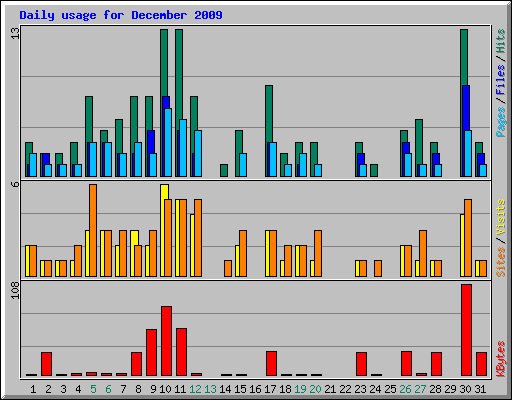 Daily usage for December 2009
13
Pages / Files / Hits
6
Sites / Visits
108
KBytes
1 2 3 4 5 6 7 8 9 10 11 12 13 14 15 16 17 18 19 20 21 22 23 24 25 26 27 28 29 30 31